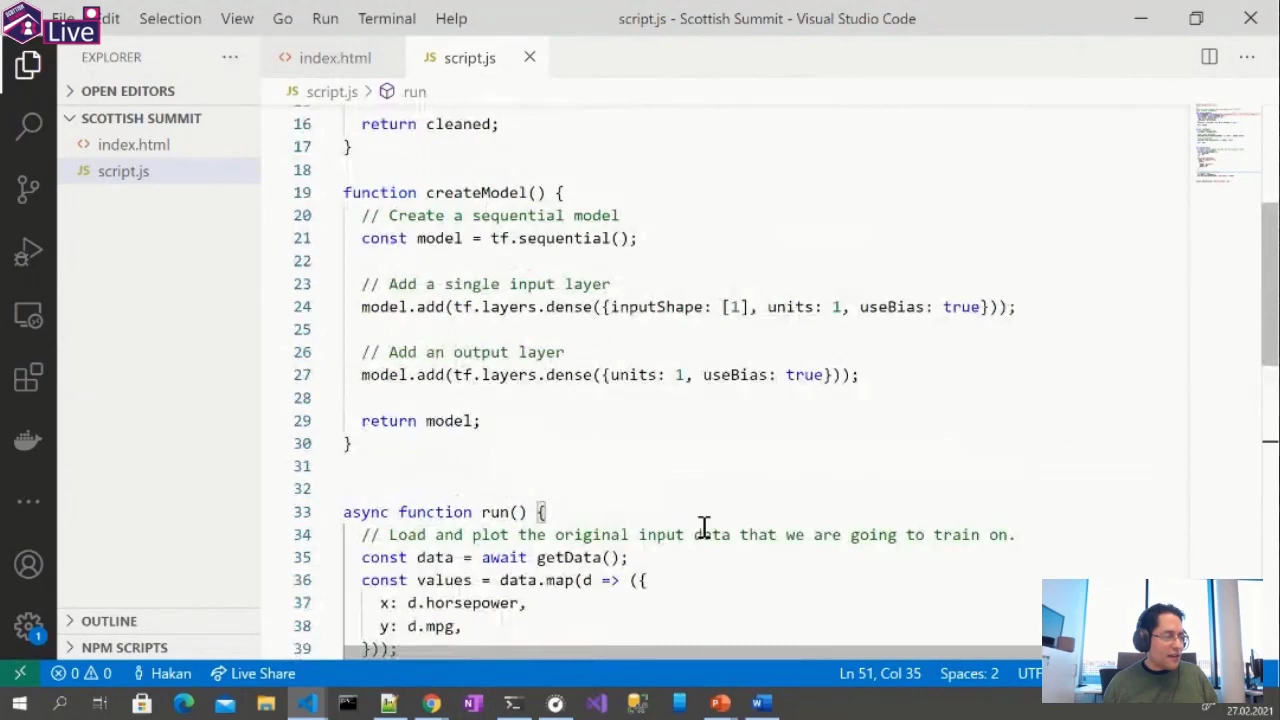 Live
File Edit Selection View Go Run Terminal Help
script.js - Scottish Summit - Visual Studio Code
EXPLORER
index.html
JS script.js
OPEN EDITORS
JS script.js > run
SCOTTISH SUMMIT
index.html
JS script.js
16 return cleaned;
17 }
18
19 function createModel() {
20 // Create a sequential model
21 const model = tf.sequential();
22
23 // Add a single input layer
24 model.add(tf.layers.dense({inputShape: [1], units: 1, useBias: true}));
25
26 // Add an output layer
27 model.add(tf.layers.dense({units: 1, useBias: true}));
28
29 return model;
30 }
31
32
33 async function run() {
34 // Load and plot the original input data that we are going to train on.
35 const data = await getData();
36 const values = data.map(d => ({
37 x: d.horsepower,
38 y: d.mpg,
39 }));
OUTLINE
NPM SCRIPTS
1
0 0 Hakan Live Share Ln 51, Col 35 Spaces: 2 UTF
27.02.2021